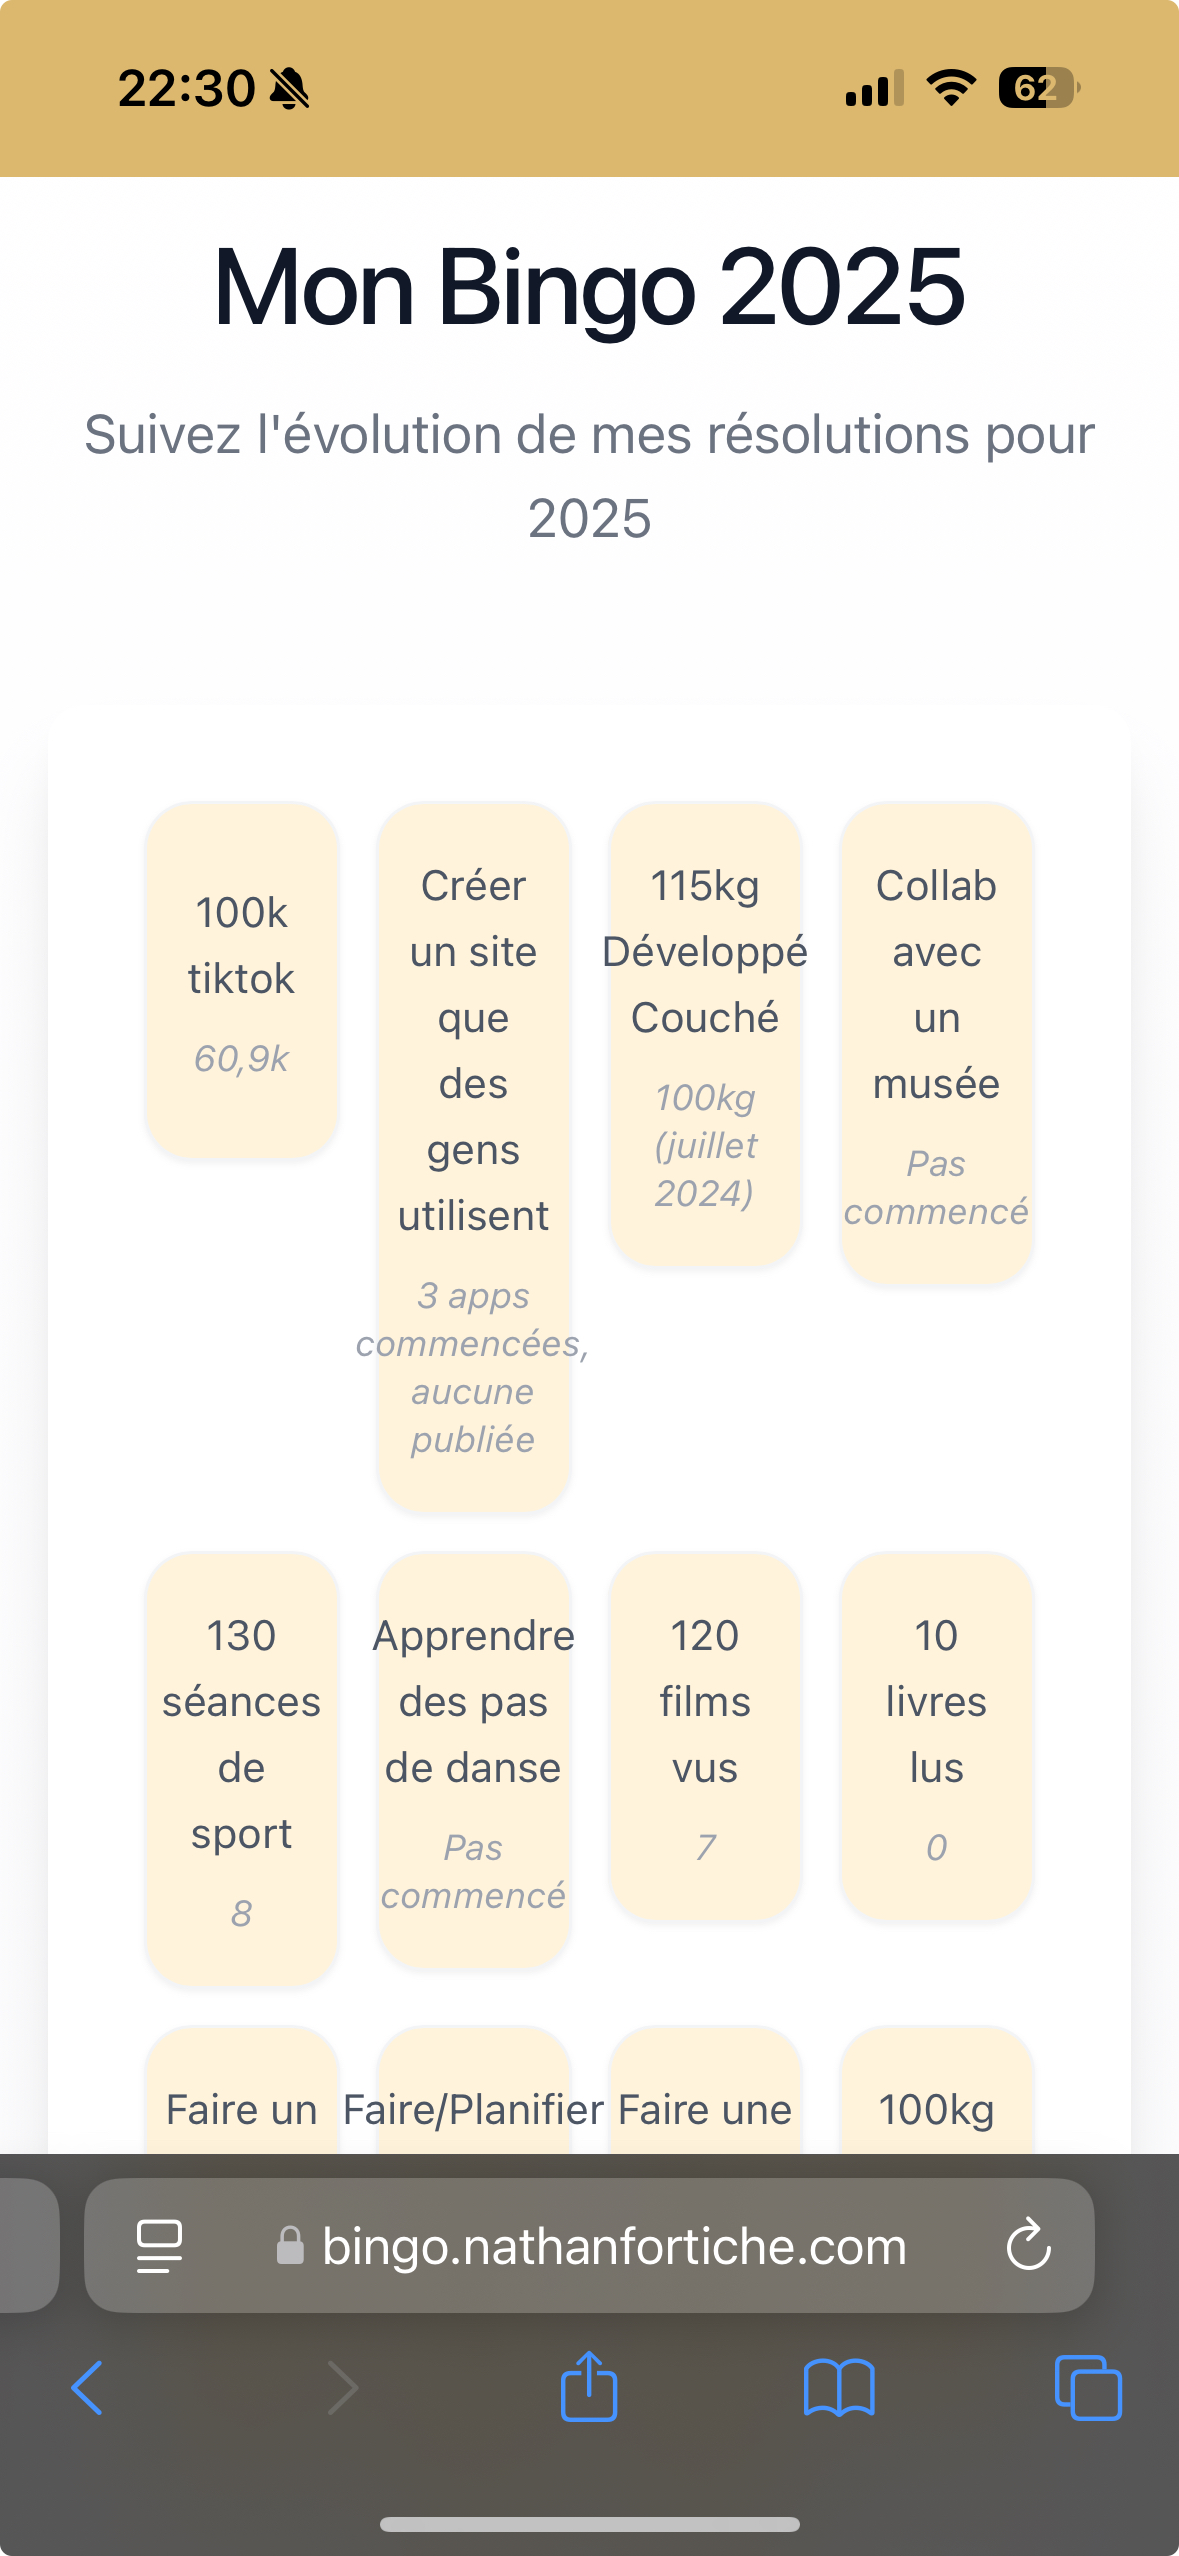 22:30
62
Mon Bingo 2025
Suivez l'évolution de mes résolutions pour
2025
100k
tiktok
60,9k
Créer
un site
que
des
gens
utilisent
3 apps
commencées,
aucune
publiée
115kg
Développé
Couché
100kg
(juillet
2024)
Collab
avec
un
musée
Pas
commencé
130
séances
de
sport
8
Apprendre
des pas
de danse
Pas
commencé
120
films
vus
7
10
livres
lus
0
Faire un
Faire/Planifier
Faire une
100kg
bingo.nathanfortiche.com